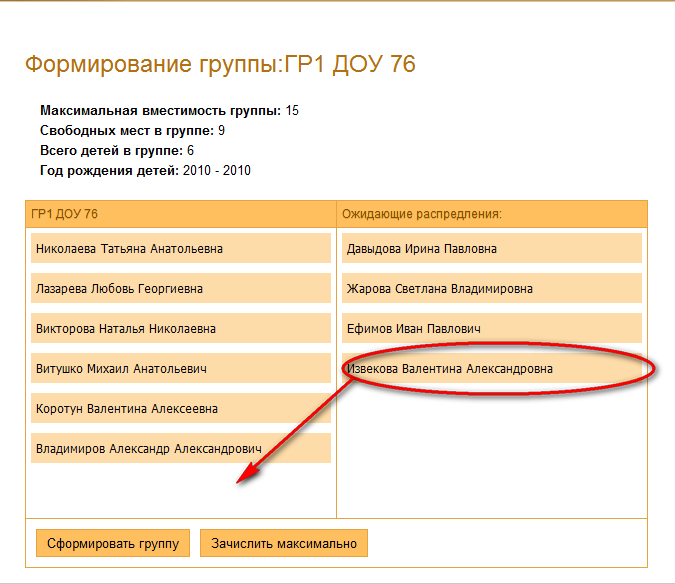 Формирование группы:ГР1 ДОУ 76
Максимальная вместимость группы: 15
Свободных мест в группе: 9
Всего детей в группе: 6
Год рождения детей: 2010 - 2010
ГР1 ДОУ 76
Николаева Татьяна Анатольевна
Лазарева Любовь Георгиевна
Викторова Наталья Николаевна
Витушко Михаил Анатольевич
Коротун Валентина Алексеевна
Владимиров Александр Александрович
Ожидающие распредления:
Давыдова Ирина Павловна
Жарова Светлана Владимировна
Ефимов Иван Павлович
Извекова Валентина Александровна
Сформировать группу
Зачислить максимально